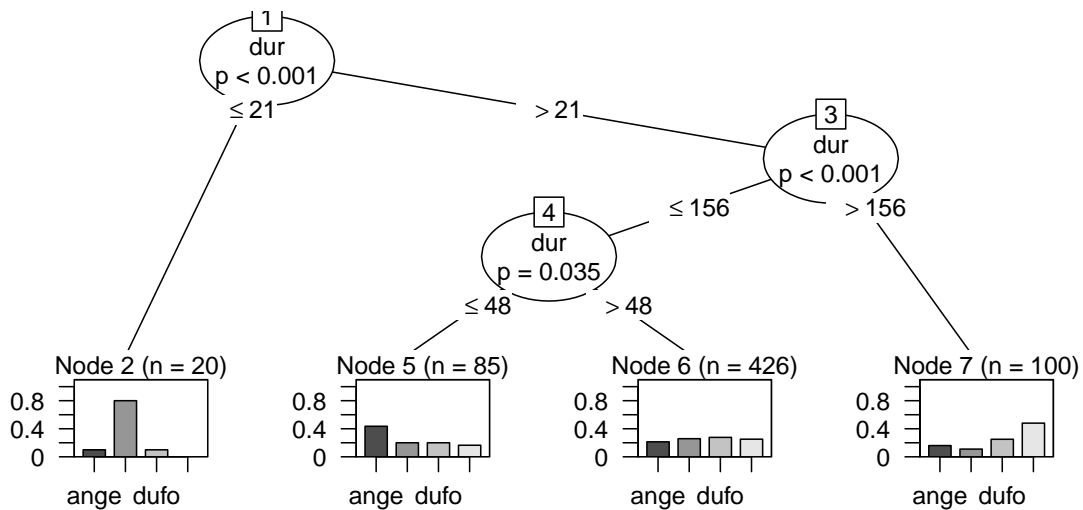 1
dur
p < 0.001
≤ 21
> 21
3
dur
p < 0.001
≤ 156
> 156
4
dur
p = 0.035
≤ 48
> 48
Node 2 (n = 20)
0.8
0.4
0
ange dufo
Node 5 (n = 85)
0.8
0.4
0
ange dufo
Node 6 (n = 426)
0.8
0.4
0
ange dufo
Node 7 (n = 100)
0.8
0.4
0
ange dufo